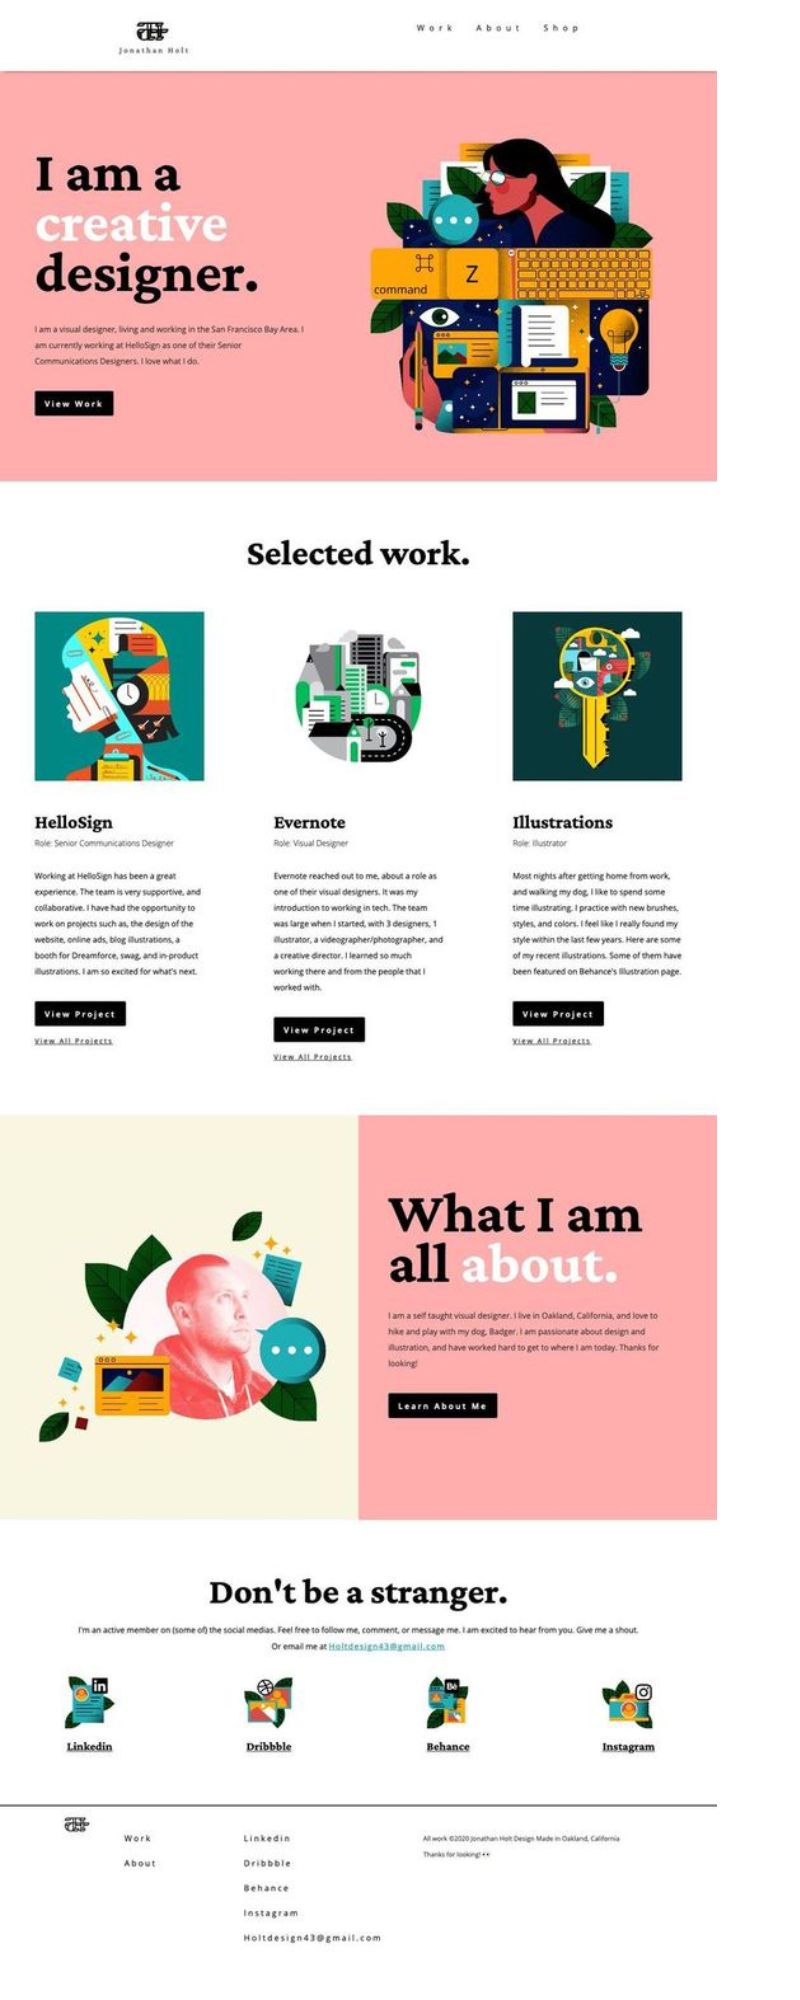 Jonathan Holt
Work About Shop
I am a
creative
designer.
I am a visual designer, living and working in the San Francisco Bay Area. I
am currently working at HelloSign as one of their Senior
Communications Designers. I love what I do.
View Work
command
Z
Selected work.
HelloSign
Role: Senior Communications Designer
Working at HelloSign has been a great
experience. The team is very supportive, and
collaborative. I have had the opportunity to
work on projects such as, the design of the
website, online ads, blog illustrations, a
booth for Dreamforce, swag, and in-product
illustrations. I am so excited for what's next.
View Project
View All Projects
Evernote
Role: Visual Designer
Evernote reached out to me, about a role as
one of their visual designers. It was my
introduction to working in tech. The team
was large when I started, with 3 designers, 1
illustrator, a videographer/photographer, and
a creative director. I learned so much
working there and from the people that I
worked with.
View Project
View All Projects
Illustrations
Role: Illustrator
Most nights after getting home from work,
and walking my dog, I like to spend some
time illustrating. I practice with new brushes,
styles, and colors. I feel like I really found my
style within the last few years. Here are some
of my recent illustrations. Some of them have
been featured on Behance's Illustration page.
View Project
View All Projects
What I am
all about.
I am a self taught visual designer. I live in Oakland, California, and love to
hike and play with my dog, Badger. I am passionate about design and
illustration, and have worked hard to get to where I am today. Thanks for
looking!
Learn About Me
Don't be a stranger.
I'm an active member on (some of) the social medias. Feel free to follow me, comment, or message me. I am excited to hear from you. Give me a shout.
Or email me at Holtdesign43@gmail.com
in
Bē
Linkedin
Dribbble
Behance
Instagram
Work
About
Linkedin
Dribbble
Behance
Instagram
Holtdesign43@gmail.com
All work ©2020 Jonathan Holt Design Made in Oakland, California
Thanks for looking! 👀